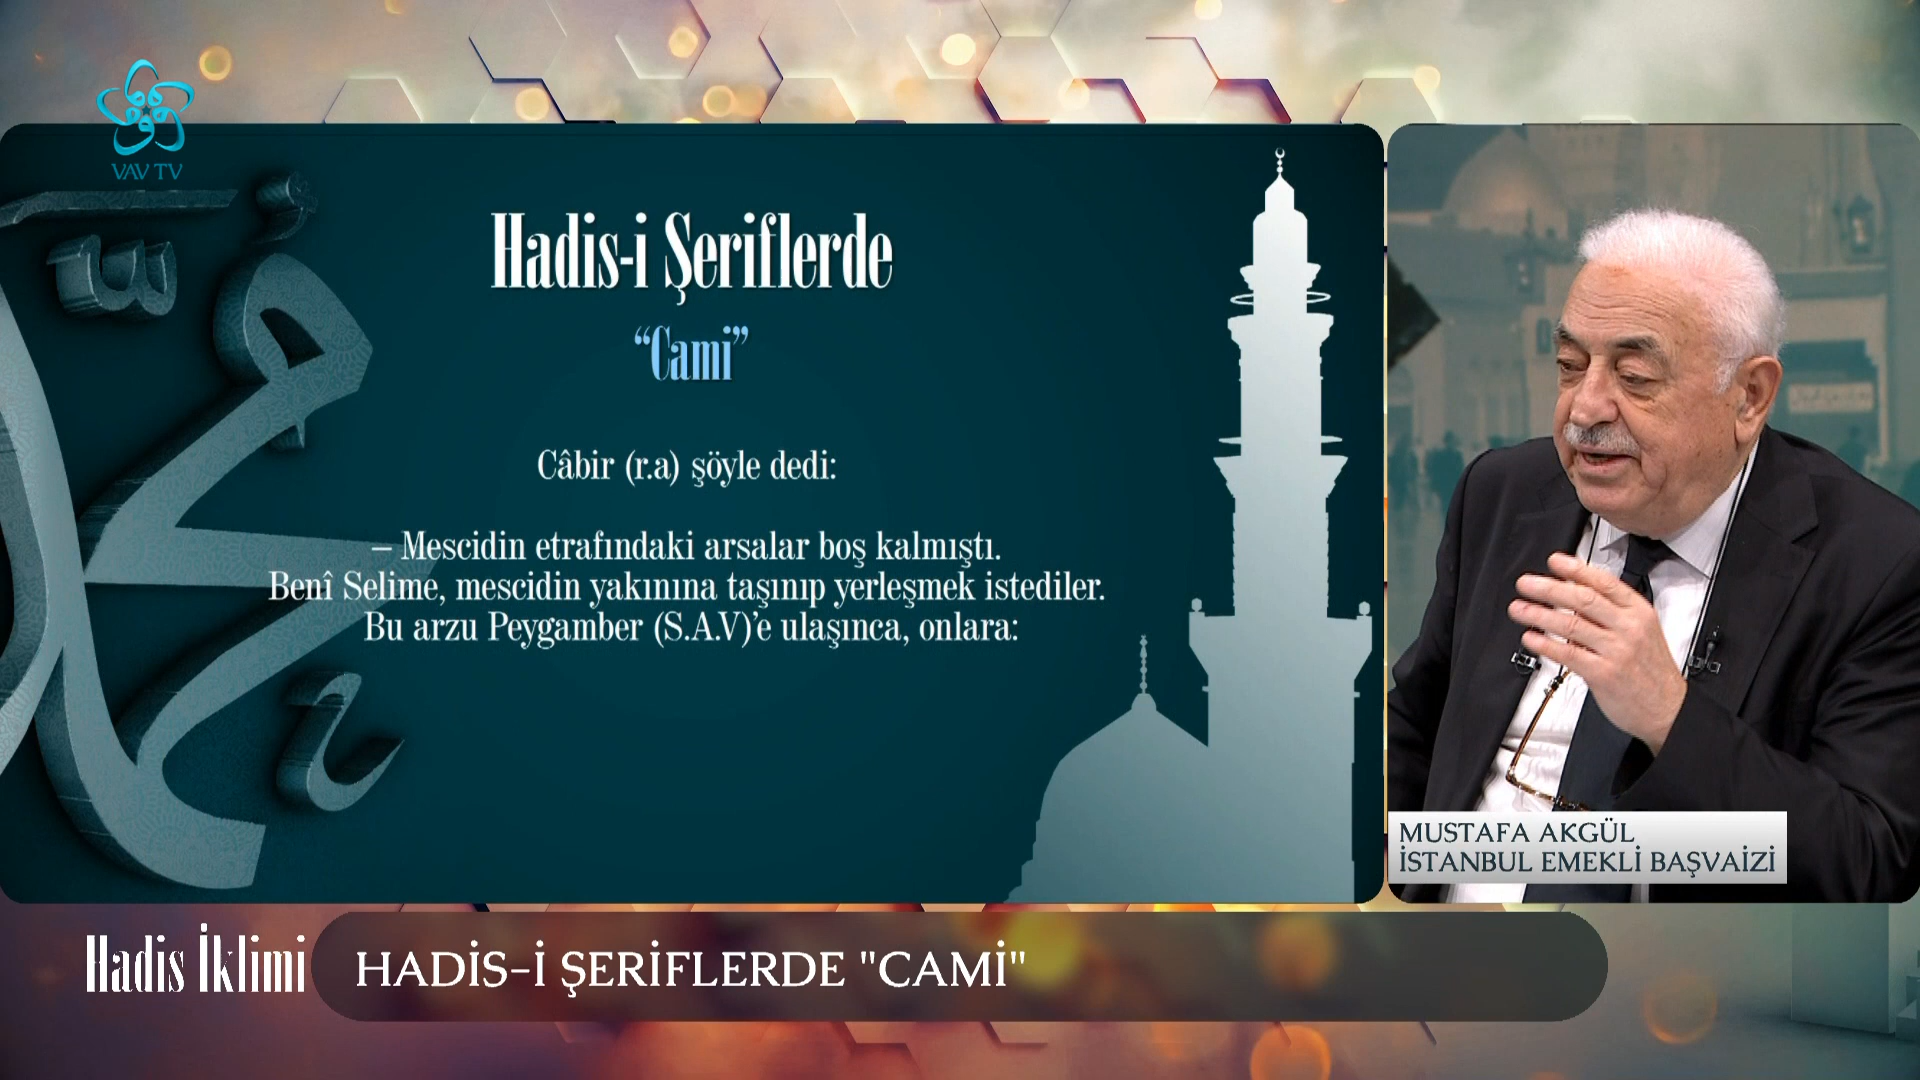 VAV TV
Hadis-i Şeriflerde
“Cami”
Câbir (r.a) şöyle dedi:
– Mescidin etrafındaki arsalar boş kalmıştı.
Benî Selime, mescidin yakınına taşınıp yerleşmek istediler.
Bu arzu Peygamber (S.A.V)’e ulaşınca, onlara:
MUSTAFA AKGÜL
İSTANBUL EMEKLİ BAŞVAİZİ
Hadis İklimi
HADİS-İ ŞERİFLERDE "CAMİ"